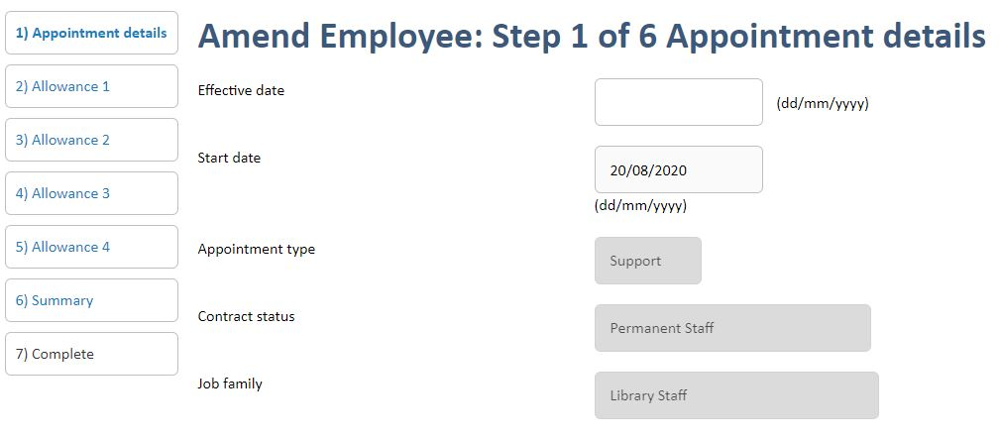 1) Appointment details
2) Allowance 1
3) Allowance 2
4) Allowance 3
5) Allowance 4
6) Summary
7) Complete
Amend Employee: Step 1 of 6 Appointment details
Effective date
(dd/mm/yyyy)
Start date
20/08/2020
(dd/mm/yyyy)
Appointment type
Support
Contract status
Permanent Staff
Job family
Library Staff